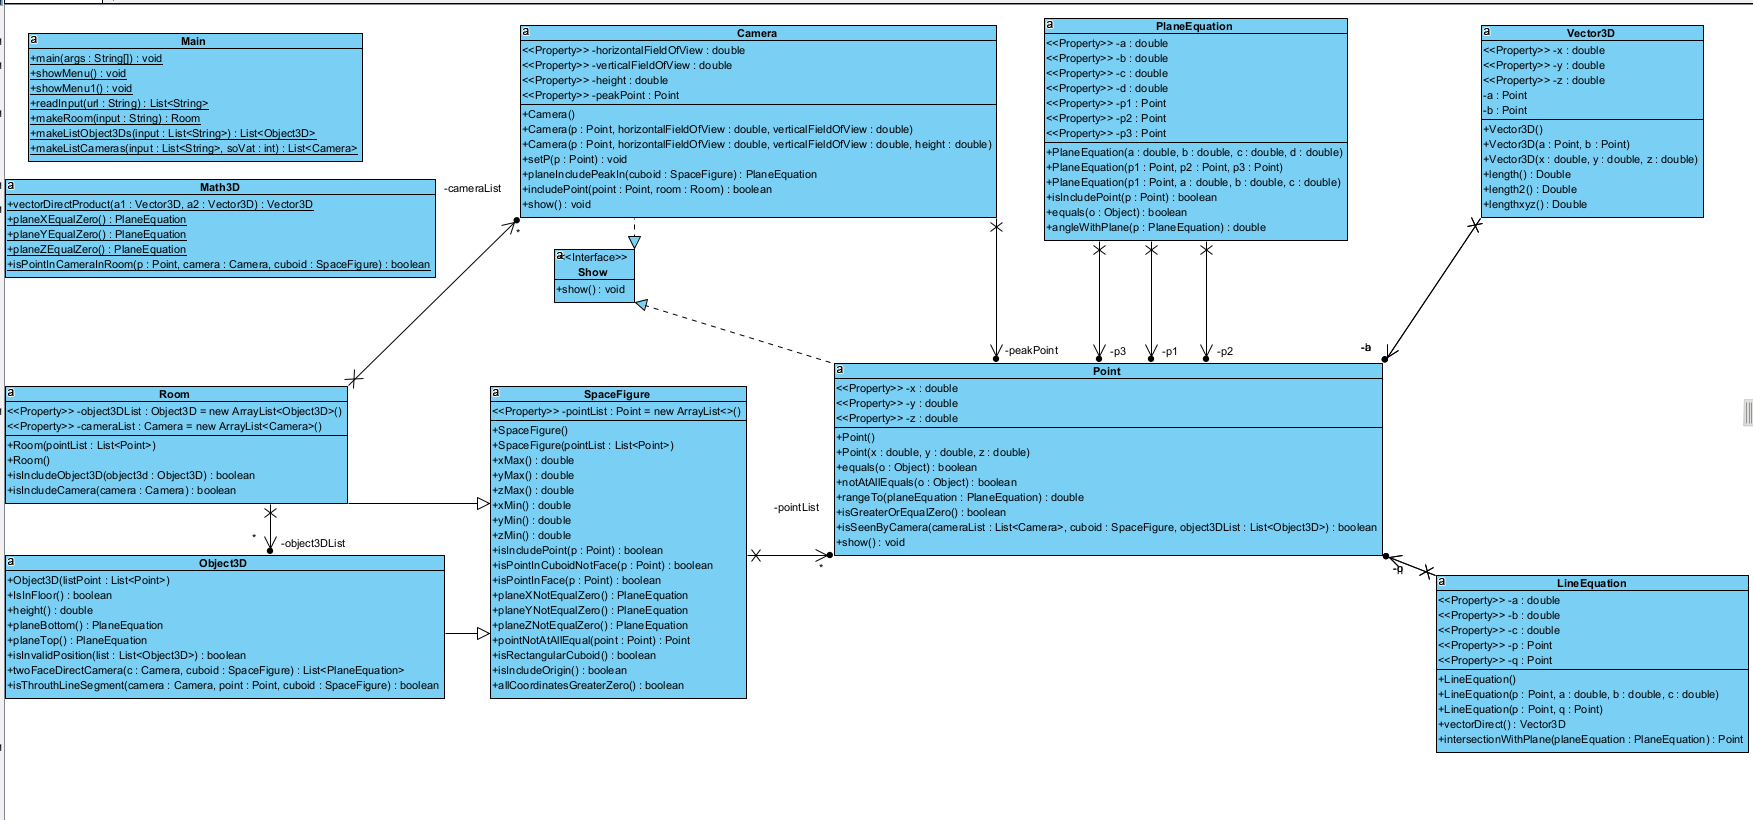 Main
+main(args : String[]) : void
+showMenu() : void
+showMenu1() : void
+readInput(url : String) : List<String>
+makeRoom(input : String) : Room
+makeListObject3Ds(input : List<String>) : List<Object3D>
+makeListCameras(input : List<String>, soVat : int) : List<Camera>
Math3D
+vectorDirectProduct(a1 : Vector3D, a2 : Vector3D) : Vector3D
+planeXEqualZero() : PlaneEquation
+planeYEqualZero() : PlaneEquation
+planeZEqualZero() : PlaneEquation
+isPointInCameraInRoom(p : Point, camera : Camera, cuboid : SpaceFigure) : boolean
-cameraList
*
Camera
<<Property>> -horizontalFieldOfView : double
<<Property>> -verticalFieldOfView : double
<<Property>> -height : double
<<Property>> -peakPoint : Point
+Camera()
+Camera(p : Point, horizontalFieldOfView : double, verticalFieldOfView : double)
+Camera(p : Point, horizontalFieldOfView : double, verticalFieldOfView : double, height : double)
+setP(p : Point) : void
+planeIncludePeakIn(cuboid : SpaceFigure) : PlaneEquation
+includePoint(point : Point, room : Room) : boolean
+show() : void
<<Interface>>
Show
+show() : void
PlaneEquation
<<Property>> -a : double
<<Property>> -b : double
<<Property>> -c : double
<<Property>> -d : double
<<Property>> -p1 : Point
<<Property>> -p2 : Point
<<Property>> -p3 : Point
+PlaneEquation(a : double, b : double, c : double, d : double)
+PlaneEquation(p1 : Point, p2 : Point, p3 : Point)
+PlaneEquation(p1 : Point, a : double, b : double, c : double)
+isIncludePoint(p : Point) : boolean
+equals(o : Object) : boolean
+angleWithPlane(p : PlaneEquation) : double
Vector3D
<<Property>> -x : double
<<Property>> -y : double
<<Property>> -z : double
-a : Point
-b : Point
+Vector3D()
+Vector3D(a : Point, b : Point)
+Vector3D(x : double, y : double, z : double)
+length() : Double
+length2() : Double
+lengthxyz() : Double
-peakPoint
-p3
-p1
-p2
Room
<<Property>> -object3DList : Object3D = new ArrayList<Object3D>()
<<Property>> -cameraList : Camera = new ArrayList<Camera>()
+Room(pointList : List<Point>)
+Room()
+isIncludeObject3D(object3d : Object3D) : boolean
+isIncludeCamera(camera : Camera) : boolean
*
-object3DList
Object3D
+Object3D(listPoint : List<Point>)
+IsInFloor() : boolean
+height() : double
+planeBottom() : PlaneEquation
+planeTop() : PlaneEquation
+isInvalidPosition(list : List<Object3D>) : boolean
+twoFaceDirectCamera(c : Camera, cuboid : SpaceFigure) : List<PlaneEquation>
+isThrouthLineSegment(camera : Camera, point : Point, cuboid : SpaceFigure) : boolean
SpaceFigure
<<Property>> -pointList : Point = new ArrayList<>()
+SpaceFigure()
+SpaceFigure(pointList : List<Point>)
+xMax() : double
+yMax() : double
+zMax() : double
+xMin() : double
+yMin() : double
+zMin() : double
+isIncludePoint(p : Point) : boolean
+isPointInCuboidNotFace(p : Point) : boolean
+isPointInFace(p : Point) : boolean
+planeXNotEqualZero() : PlaneEquation
+planeYNotEqualZero() : PlaneEquation
+planeZNotEqualZero() : PlaneEquation
+pointNotAtAllEqual(point : Point) : Point
+isRectangularCuboid() : boolean
+isIncludeOrigin() : boolean
+allCoordinatesGreaterZero() : boolean
-pointList
*
Point
<<Property>> -x : double
<<Property>> -y : double
<<Property>> -z : double
+Point()
+Point(x : double, y : double, z : double)
+equals(o : Object) : boolean
+notAtAllEquals(o : Object) : boolean
+rangeTo(planeEquation : PlaneEquation) : double
+isGreaterOrEqualZero() : boolean
+isSeenByCamera(cameraList : List<Camera>, cuboid : SpaceFigure, object3DList : List<Object3D>) : boolean
+show() : void
LineEquation
<<Property>> -a : double
<<Property>> -b : double
<<Property>> -c : double
<<Property>> -p : Point
<<Property>> -q : Point
+LineEquation()
+LineEquation(p : Point, a : double, b : double, c : double)
+LineEquation(p : Point, q : Point)
+vectorDirect() : Vector3D
+intersectionWithPlane(planeEquation : PlaneEquation) : Point